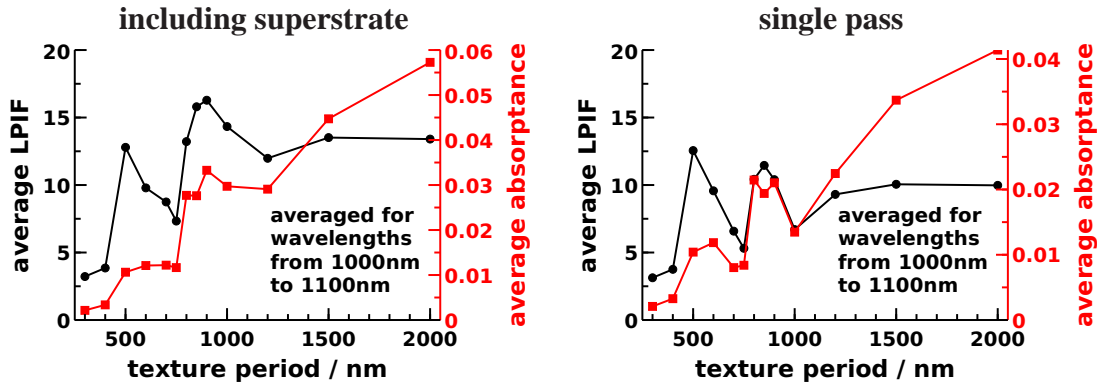 including superstrate
20
15
10
5
0
average LPIF
0.06
0.05
0.04
0.03
0.02
0.01
0
average absorptance
averaged for
wavelengths
from 1000nm
to 1100nm
500 1000 1500 2000
texture period / nm
single pass
20
15
10
5
0
average LPIF
0.04
0.03
0.02
0.01
0
average absorptance
averaged for
wavelengths
from 1000nm
to 1100nm
500 1000 1500 2000
texture period / nm